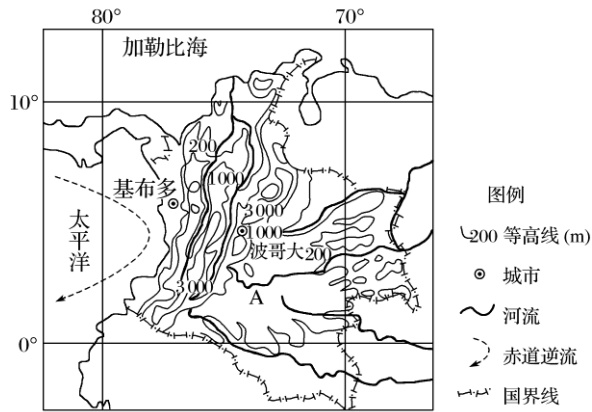 80° 70°
加勒比海
10°
200
1000
基布多
3000
1000
太平洋
波哥大 200
3000
A
0°
图例
200 等高线 (m)
城市
河流
赤道逆流
国界线